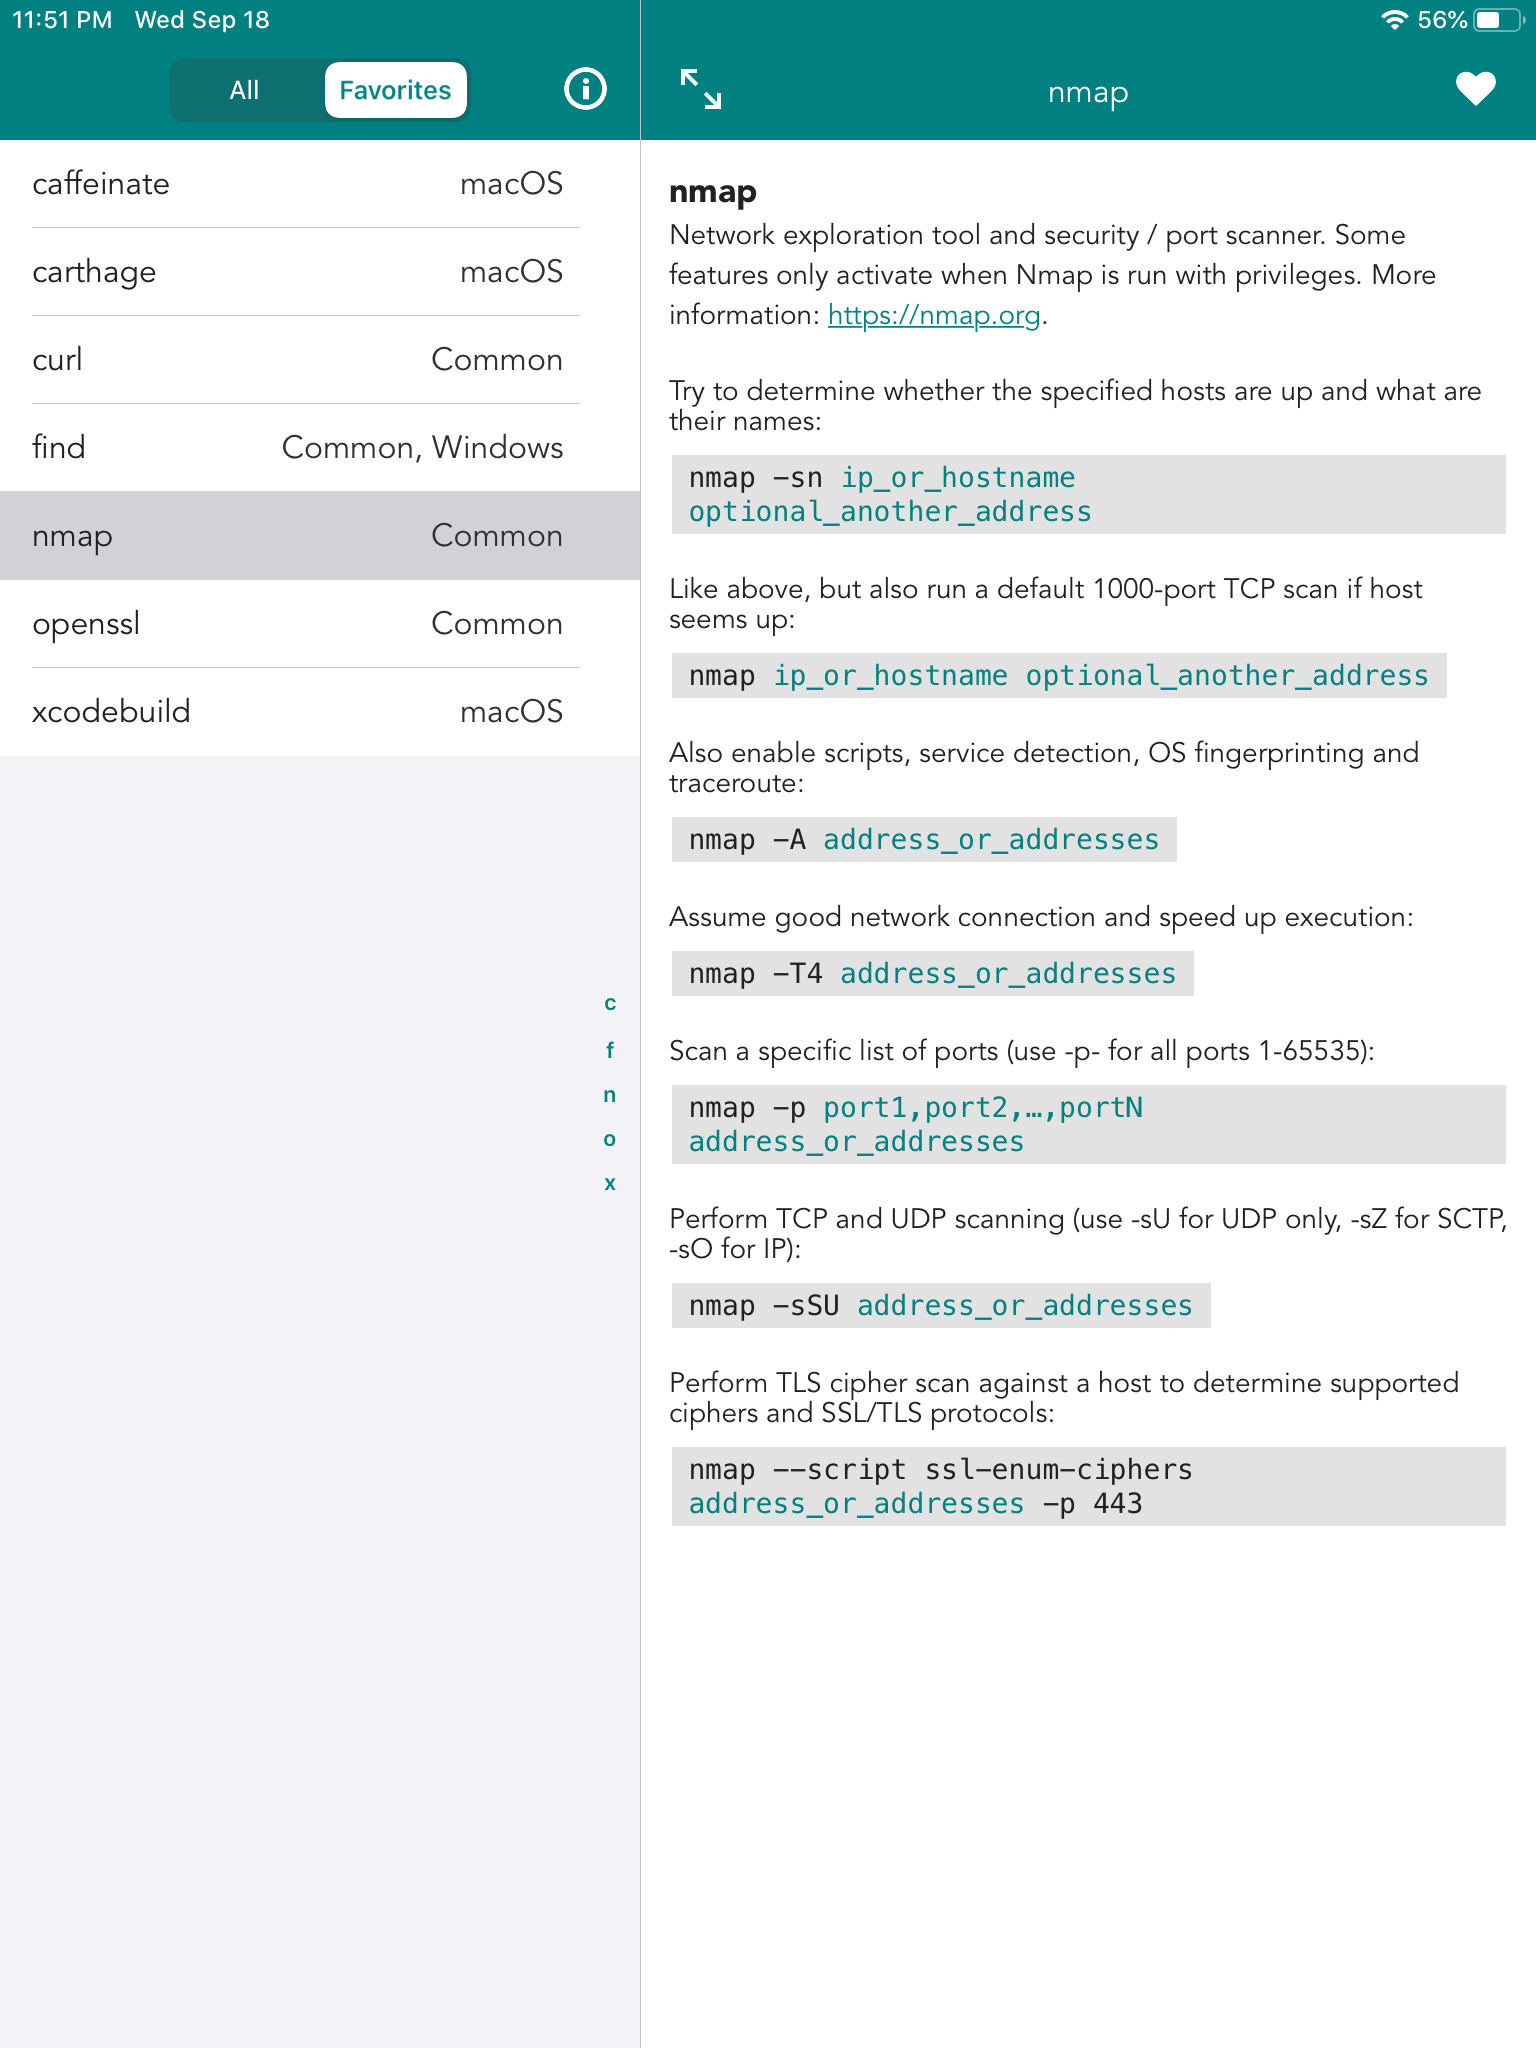 11:51 PM Wed Sep 18
56%
All
Favorites
nmap
caffeinate macOS
carthage macOS
curl Common
find Common, Windows
nmap Common
openssl Common
xcodebuild macOS
c
f
n
o
x
nmap
Network exploration tool and security / port scanner. Some
features only activate when Nmap is run with privileges. More
information: https://nmap.org.
Try to determine whether the specified hosts are up and what are
their names:
nmap -sn ip_or_hostname
optional_another_address
Like above, but also run a default 1000-port TCP scan if host
seems up:
nmap ip_or_hostname optional_another_address
Also enable scripts, service detection, OS fingerprinting and
traceroute:
nmap -A address_or_addresses
Assume good network connection and speed up execution:
nmap -T4 address_or_addresses
Scan a specific list of ports (use -p- for all ports 1-65535):
nmap -p port1,port2,…,portN
address_or_addresses
Perform TCP and UDP scanning (use -sU for UDP only, -sZ for SCTP,
-sO for IP):
nmap -sSU address_or_addresses
Perform TLS cipher scan against a host to determine supported
ciphers and SSL/TLS protocols:
nmap --script ssl-enum-ciphers
address_or_addresses -p 443